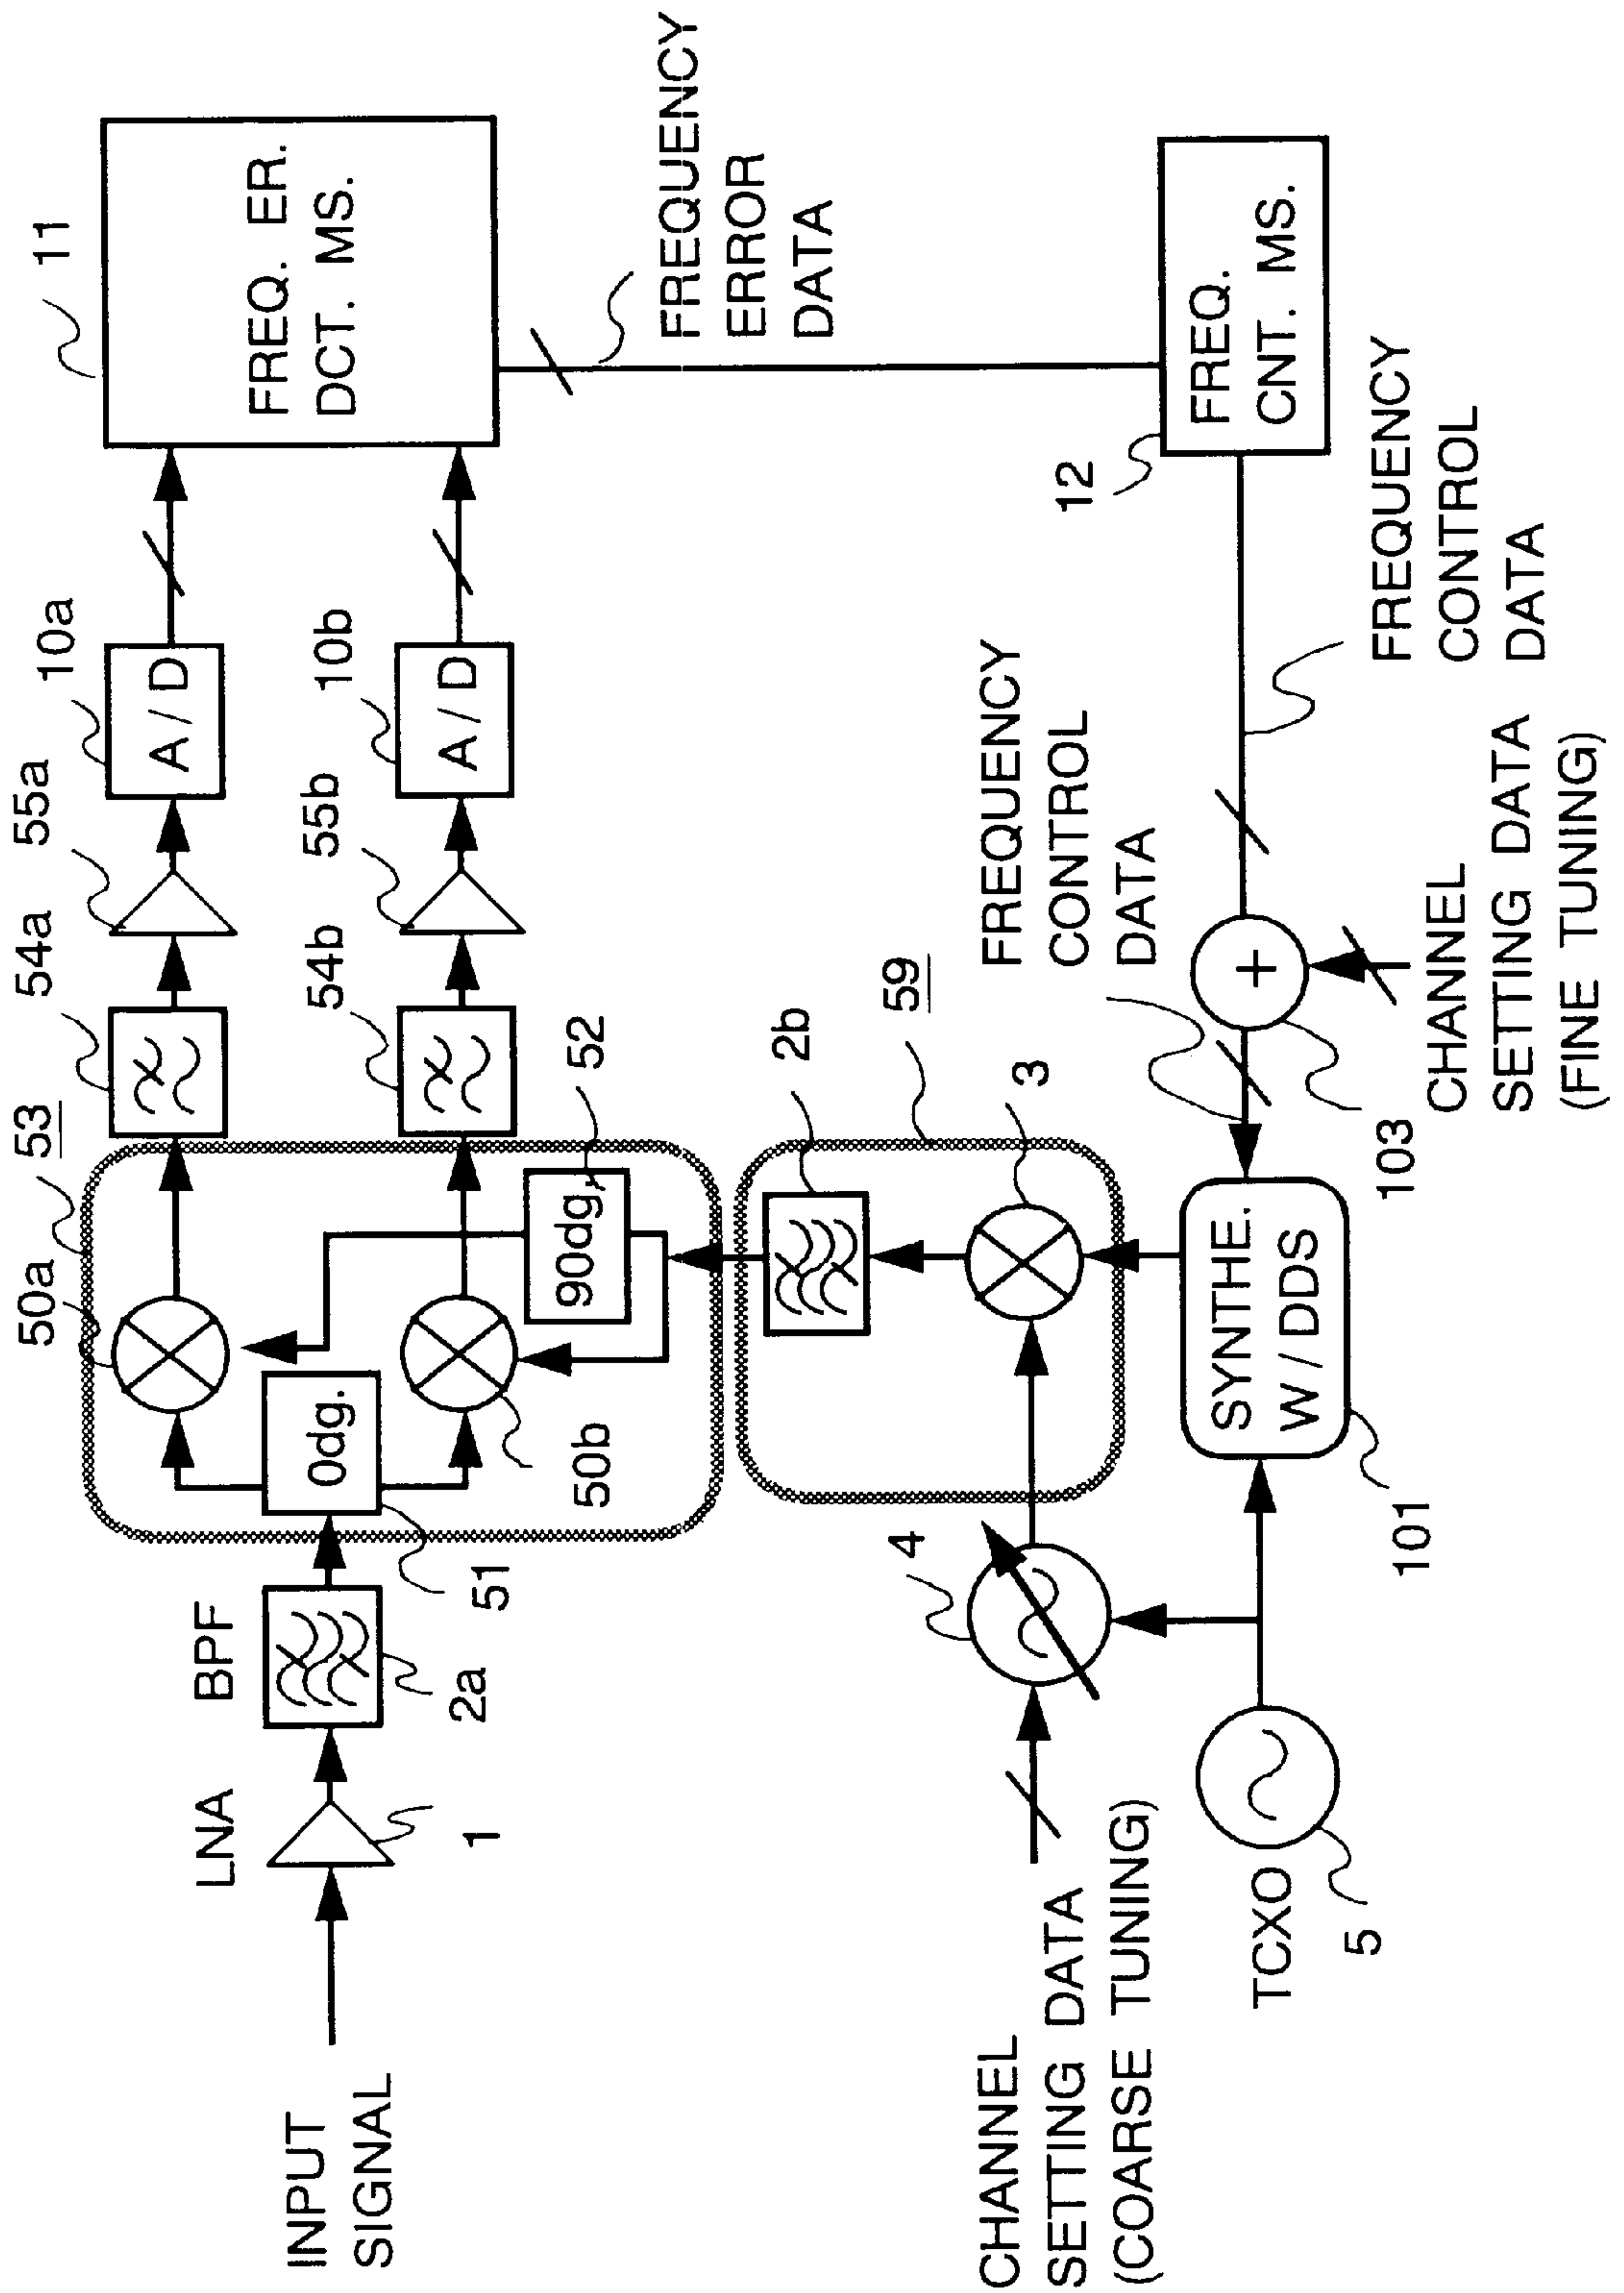 INPUT
SIGNAL
LNA
1
BPF
2a
51
0dg.
50a
53
50b
90dg.
52
54a
54b
55a
55b
10a
A / D
10b
A / D
11
FREQ. ER.
DCT. MS.
FREQUENCY
ERROR
DATA
12
FREQ.
CNT. MS.
FREQUENCY
CONTROL
DATA
FREQUENCY
CONTROL
DATA
59
2b
3
4
CHANNEL
SETTING DATA
(COARSE TUNIING)
TCXO
5
SYNTHE.
W / DDS
101
+
103
CHANNEL
SETTING DATA
(FINE TUNING)